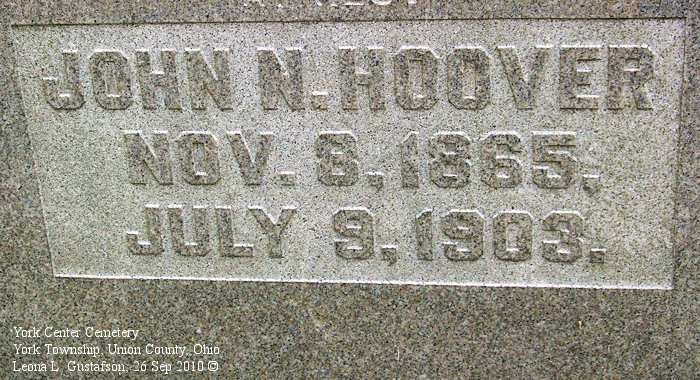 JOHN N. HOOVER
NOV. 8, 1865,
JULY 9, 1903.
York Center Cemetery
York Township, Union County, Ohio
Leona L. Gustafson, 26 Sep 2010 ©